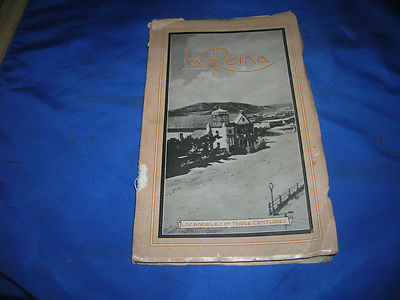 La Reina
LOS ANGELES IN THREE CENTURIES